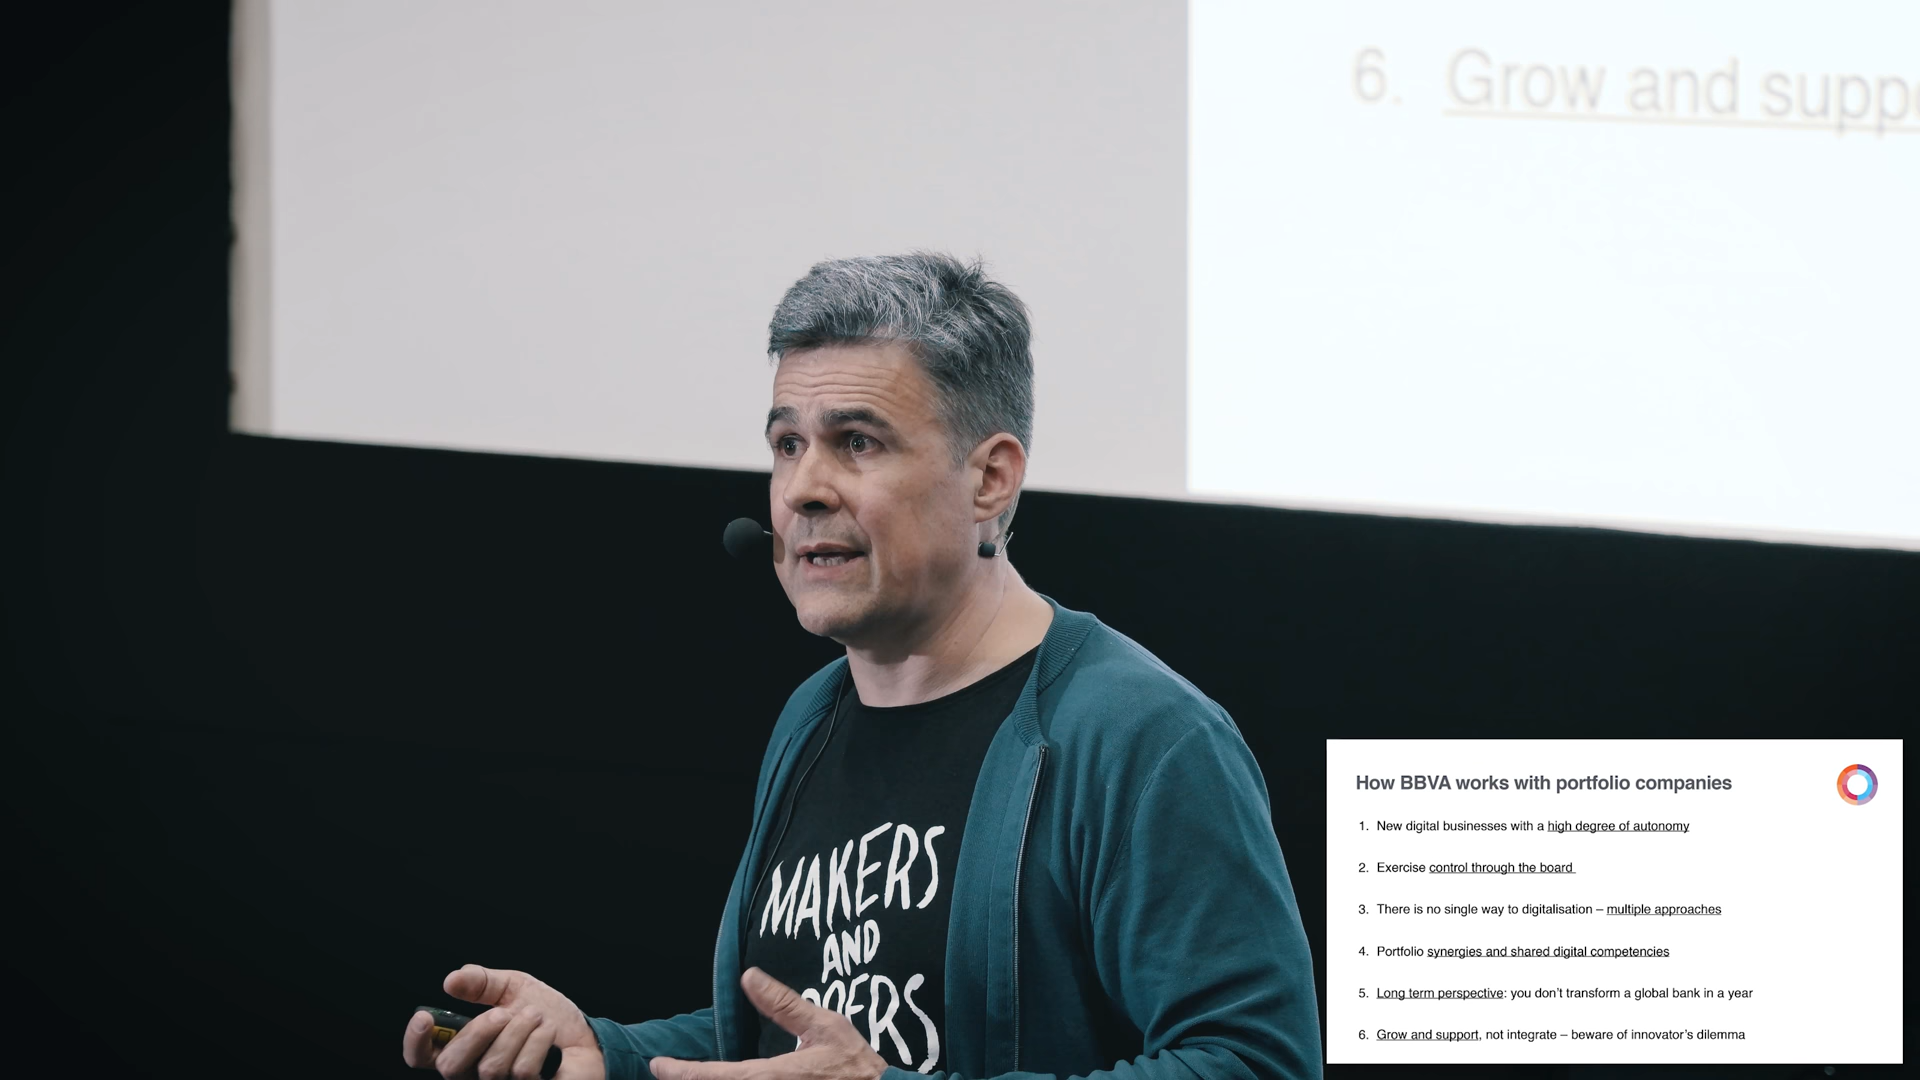 6. Grow and
MAKERS
AND
How BBVA works with portfolio companies
1. New digital businesses with a high degree of autonomy
2. Exercise control through the board
3. There is no single way to digitalisation – multiple approaches
4. Portfolio synergies and shared digital competencies
5. Long term perspective: you don't transform a global bank in a year
6. Grow and support, not integrate – beware of innovator's dilemma